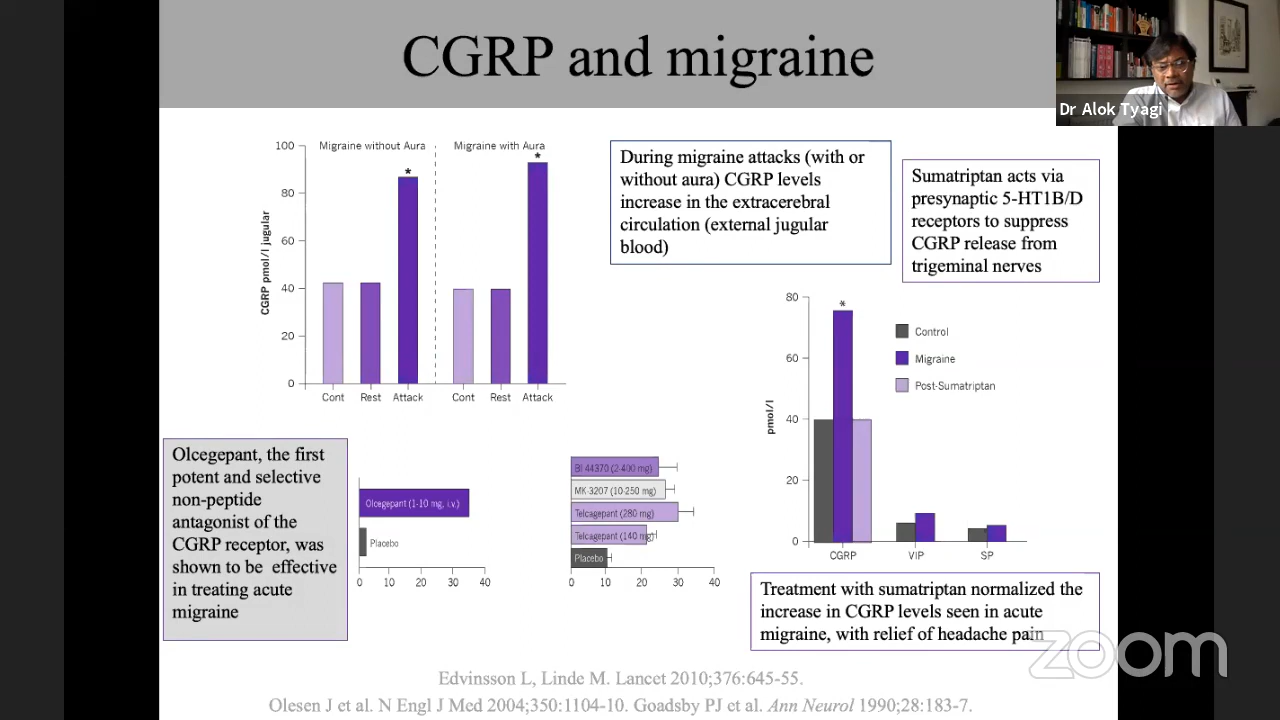 CGRP and migraine
Dr Alok Tyagi
Migraine without Aura
Migraine with Aura
100
80
60
40
20
0
CGRP pmol/l jugular
*
*
Cont
Rest
Attack
Cont
Rest
Attack
During migraine attacks (with or
without aura) CGRP levels
increase in the extracerebral
circulation (external jugular
blood)
Sumatriptan acts via
presynaptic 5-HT1B/D
receptors to suppress
CGRP release from
trigeminal nerves
80
60
40
20
0
pmol/l
*
Control
Migraine
Post-Sumatriptan
CGRP
VIP
SP
Olcegepant, the first
potent and selective
non-peptide
antagonist of the
CGRP receptor, was
shown to be effective
in treating acute
migraine
Olcegepant (1-10 mg, i.v.)
Placebo
0 10 20 30 40
BI 44370 (2-400 mg)
MK-3207 (10-250 mg)
Telcagepant (280 mg)
Telcagepant (140 mg)
Placebo
0 10 20 30 40
Treatment with sumatriptan normalized the
increase in CGRP levels seen in acute
migraine, with relief of headache pain
zoom
Edvinsson L, Linde M. Lancet 2010;376:645-55.
Olesen J et al. N Engl J Med 2004;350:1104-10. Goadsby PJ et al. Ann Neurol 1990;28:183-7.